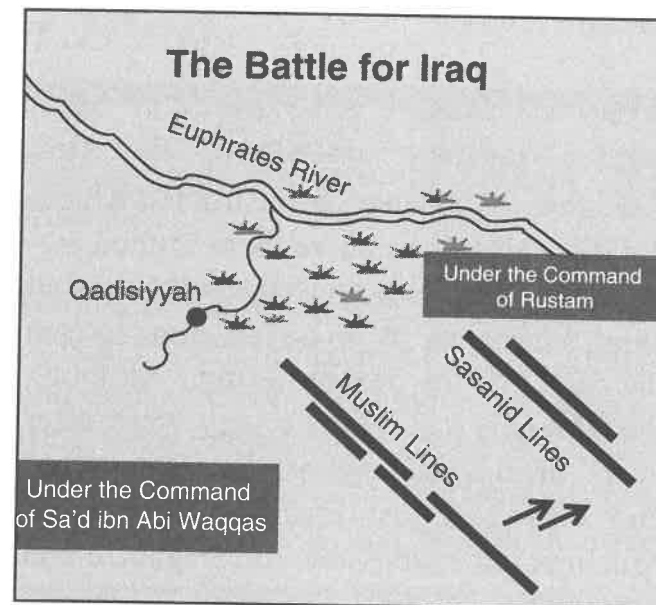 The Battle for Iraq
Euphrates River
Under the Command
of Rustam
Qadisiyyah
Sasanid Lines
Muslim Lines
Under the Command
of Sa'd ibn Abi Waqqas